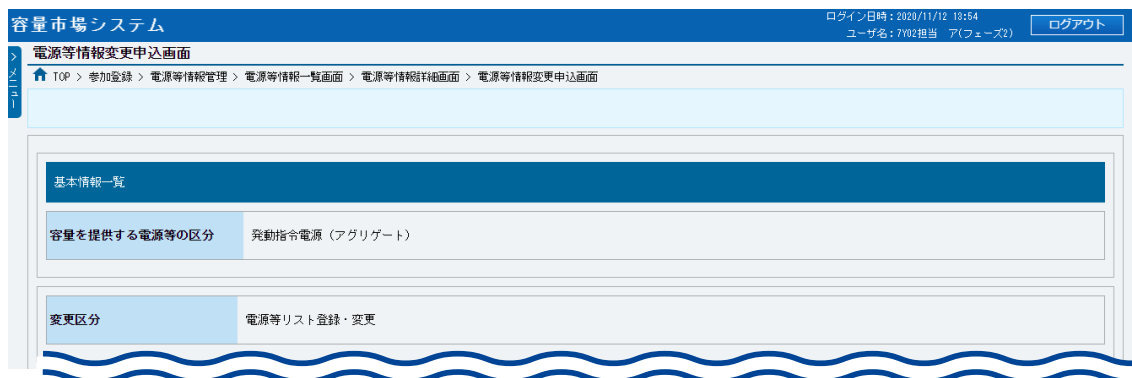 容量市場システム
ログイン日時：2020/11/12 13:54
ユーザ名：7Y02担当　ア(フェーズ2)
ログアウト
＞メニュー
電源等情報変更申込画面
TOP ＞ 参加登録 ＞ 電源等情報管理 ＞ 電源等情報一覧画面 ＞ 電源等情報詳細画面 ＞ 電源等情報変更申込画面
基本情報一覧
容量を提供する電源等の区分　発動指令電源（アグリゲート）
変更区分　電源等リスト登録・変更